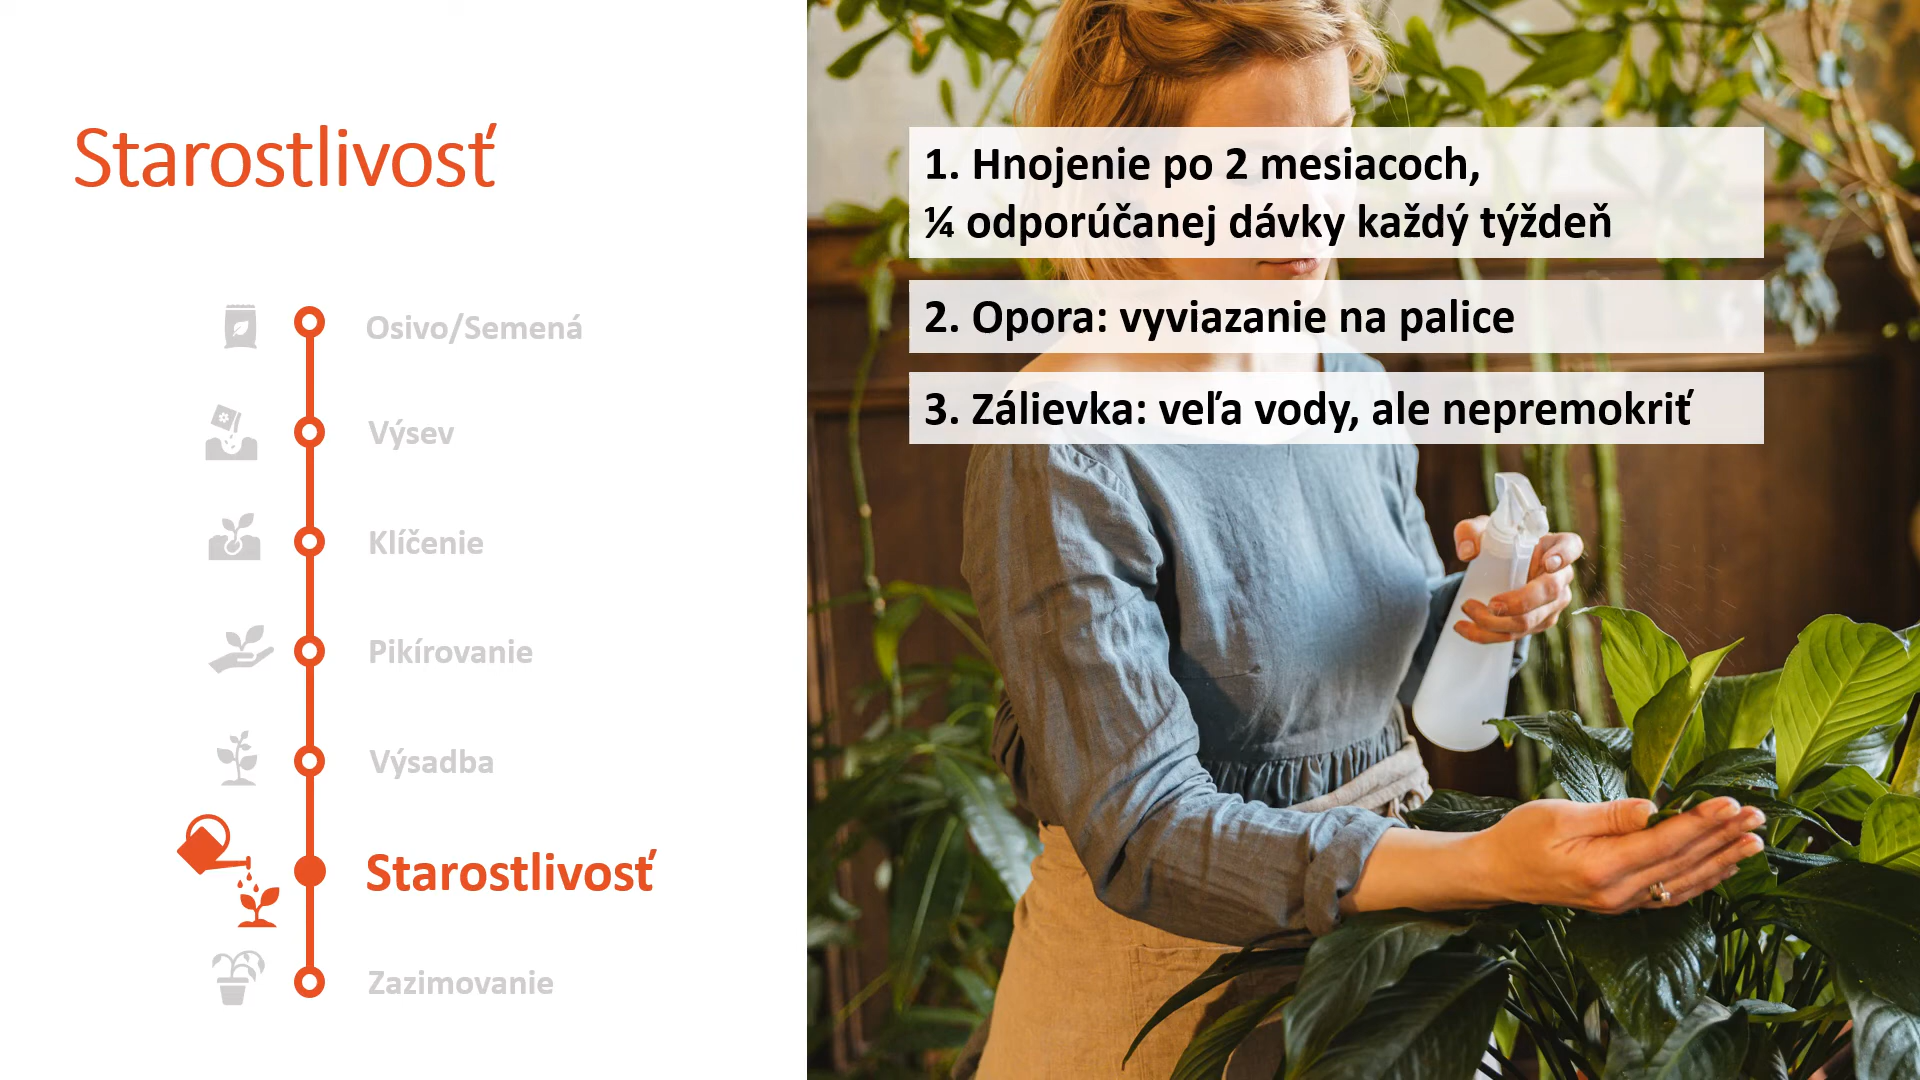 Starostlivosť
Osivo/Semená
Výsev
Klíčenie
Pikírovanie
Výsadba
Starostlivosť
Zazimovanie
1. Hnojenie po 2 mesiacoch,
¼ odporúčanej dávky každý týždeň
2. Opora: vyviazanie na palice
3. Zálievka: veľa vody, ale nepremokriť